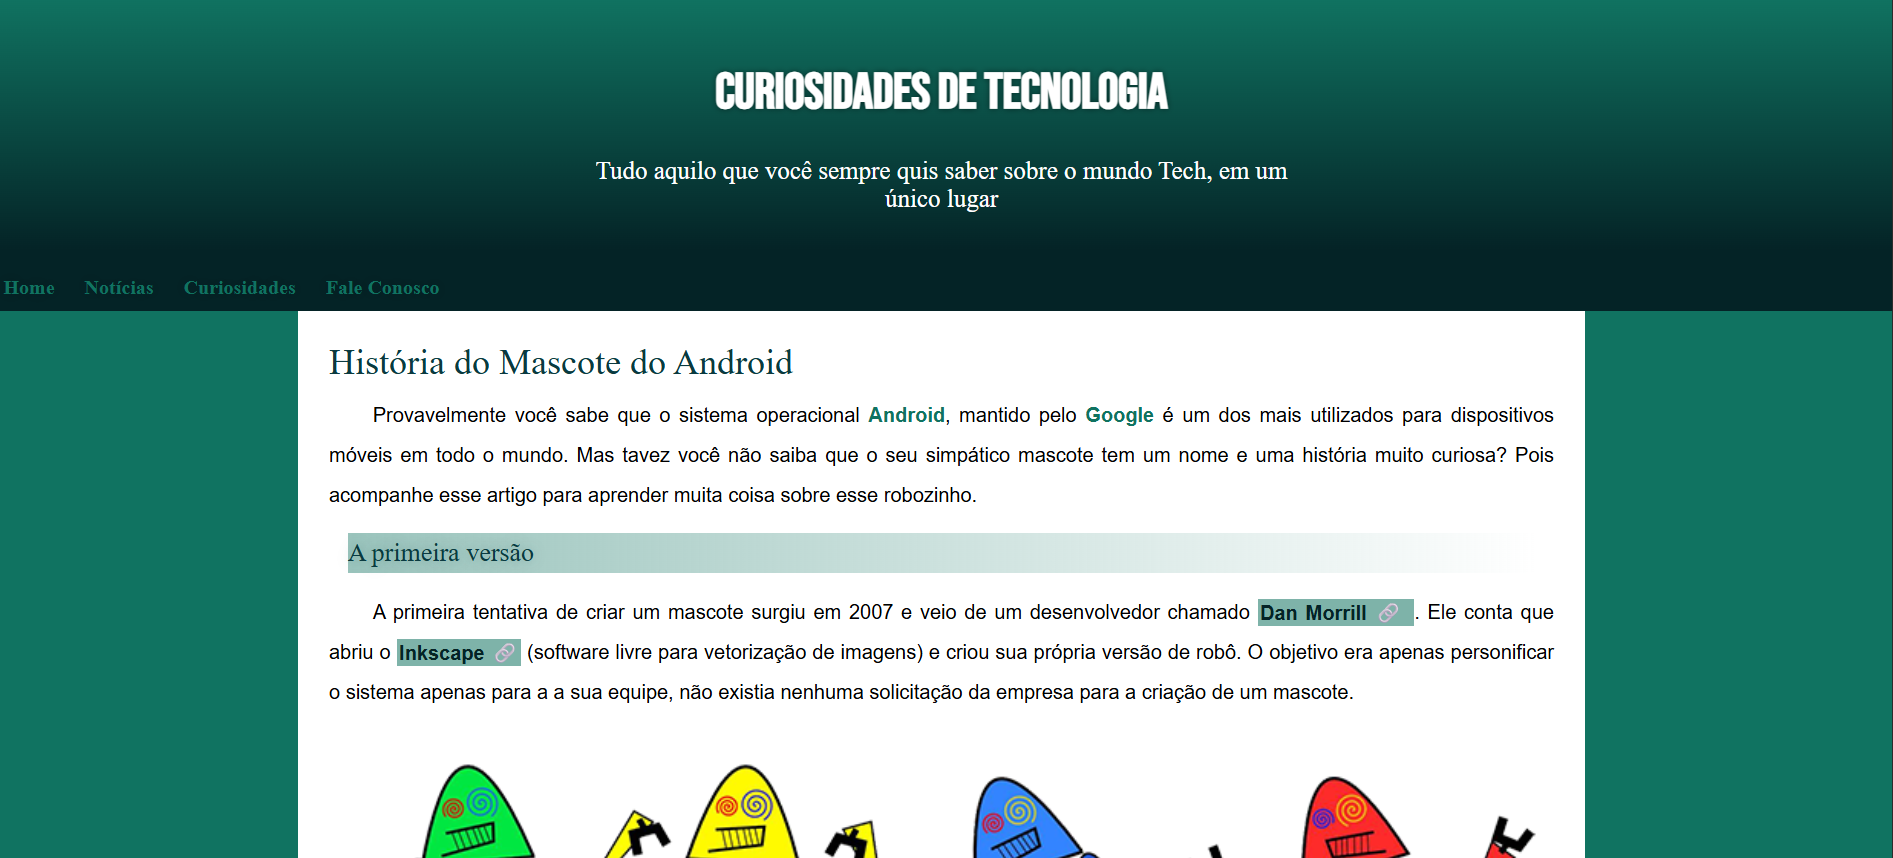 CURIOSIDADES DE TECNOLOGIA
Tudo aquilo que você sempre quis saber sobre o mundo Tech, em um
único lugar
Home Notícias Curiosidades Fale Conosco
História do Mascote do Android
Provavelmente você sabe que o sistema operacional Android, mantido pelo Google é um dos mais utilizados para dispositivos
móveis em todo o mundo. Mas tavez você não saiba que o seu simpático mascote tem um nome e uma história muito curiosa? Pois
acompanhe esse artigo para aprender muita coisa sobre esse robozinho.
A primeira versão
A primeira tentativa de criar um mascote surgiu em 2007 e veio de um desenvolvedor chamado Dan Morrill. Ele conta que
abriu o Inkscape (software livre para vetorização de imagens) e criou sua própria versão de robô. O objetivo era apenas personificar
o sistema apenas para a a sua equipe, não existia nenhuma solicitação da empresa para a criação de um mascote.